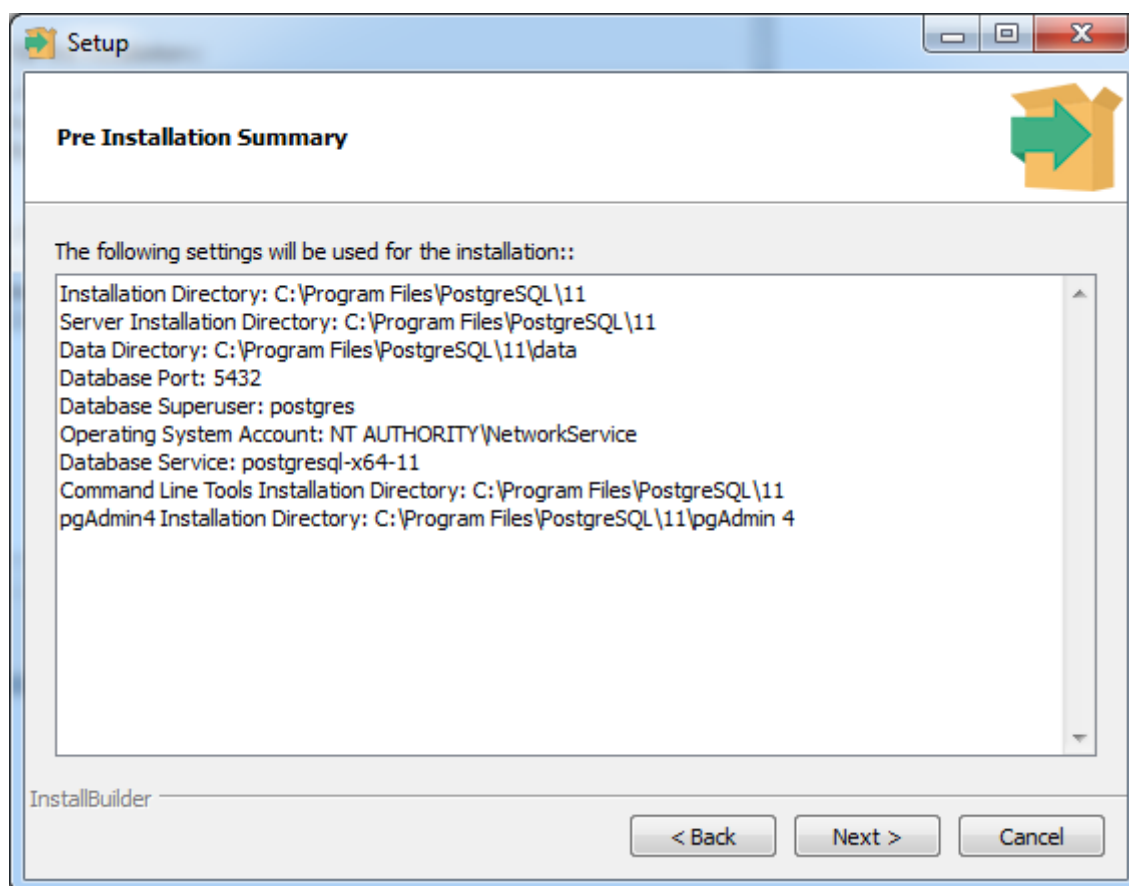 Setup
Pre Installation Summary
The following settings will be used for the installation::
Installation Directory: C:\Program Files\PostgreSQL\11
Server Installation Directory: C:\Program Files\PostgreSQL\11
Data Directory: C:\Program Files\PostgreSQL\11\data
Database Port: 5432
Database Superuser: postgres
Operating System Account: NT AUTHORITY\NetworkService
Database Service: postgresql-x64-11
Command Line Tools Installation Directory: C:\Program Files\PostgreSQL\11
pgAdmin4 Installation Directory: C:\Program Files\PostgreSQL\11\pgAdmin 4
InstallBuilder
< Back Next > Cancel